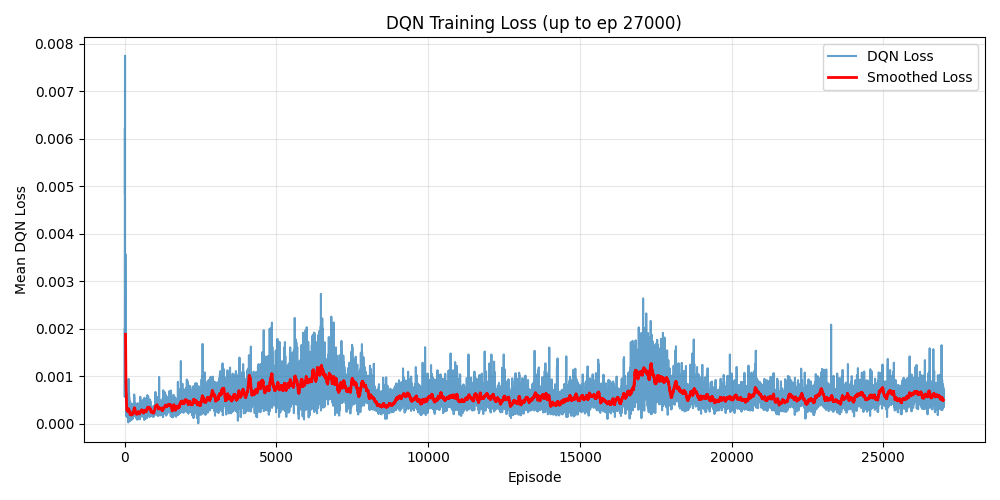 DQN Training Loss (up to ep 27000)
DQN Loss
Smoothed Loss
Mean DQN Loss
0.008
0.007
0.006
0.005
0.004
0.003
0.002
0.001
0.000
0 5000 10000 15000 20000 25000
Episode